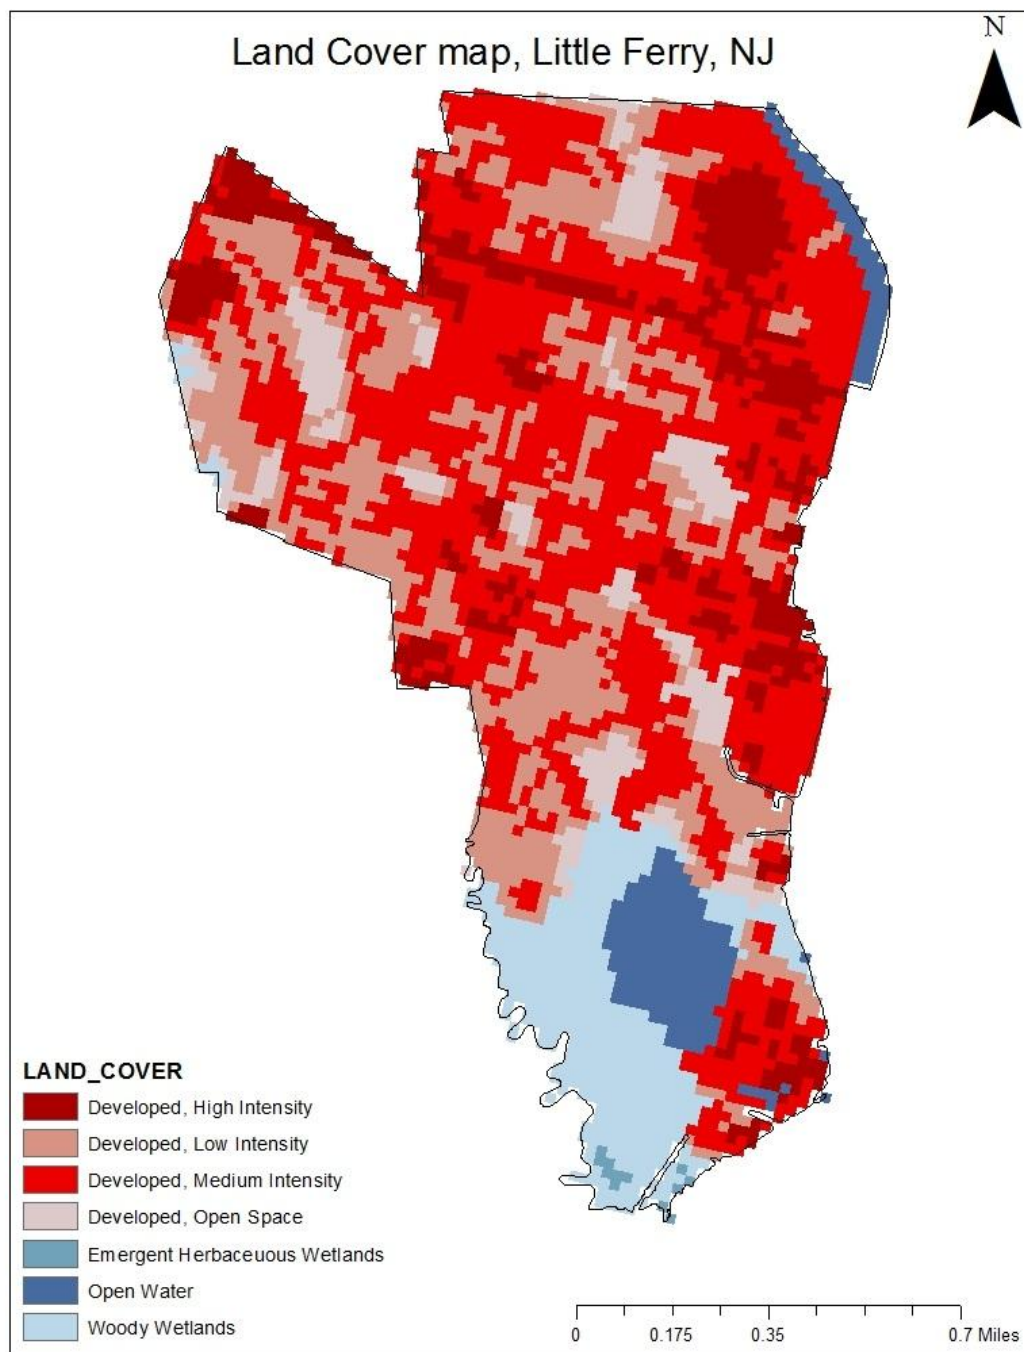 N
Land Cover map, Little Ferry, NJ
LAND_COVER
Developed, High Intensity
Developed, Low Intensity
Developed, Medium Intensity
Developed, Open Space
Emergent Herbaceuous Wetlands
Open Water
Woody Wetlands
0 0.175 0.35 0.7 Miles